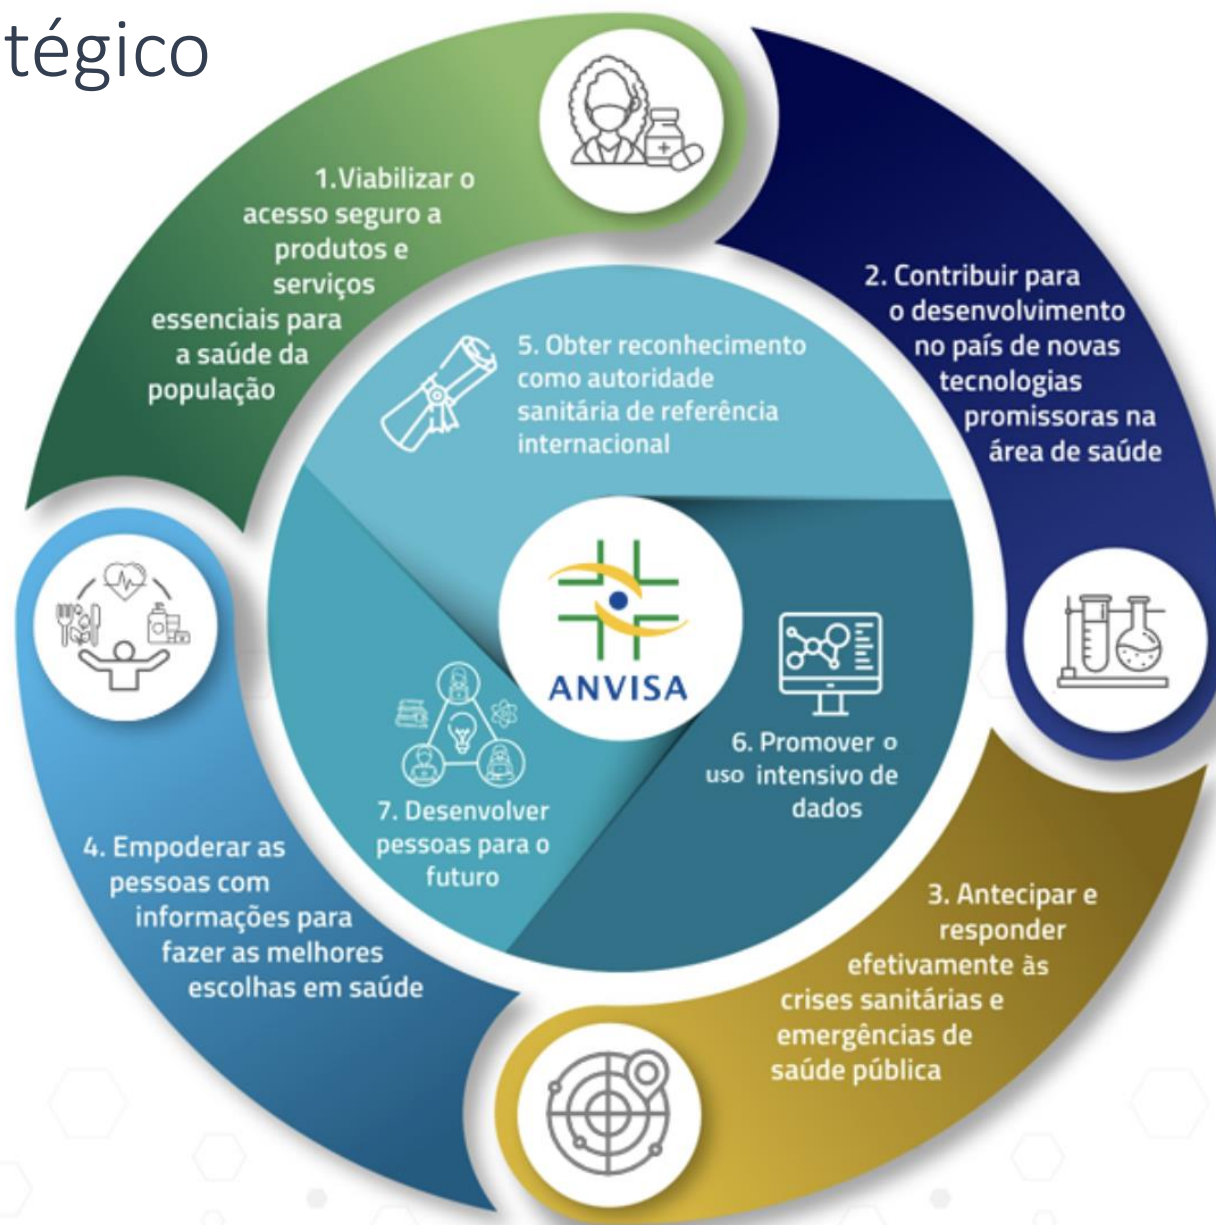 tégico
1.Viabilizar o
acesso seguro a
produtos e
serviços
essenciais para
a saúde da
população
2. Contribuir para
o desenvolvimento
no país de novas
tecnologias
promissoras na
área de saúde
5. Obter reconhecimento
como autoridade
sanitária de referência
internacional
ANVISA
6. Promover o
uso intensivo de
dados
7. Desenvolver
pessoas para o
futuro
4. Empoderar as
pessoas com
informações para
fazer as melhores
escolhas em saúde
3. Antecipar e
responder
efetivamente às
crises sanitárias e
emergências de
saúde pública